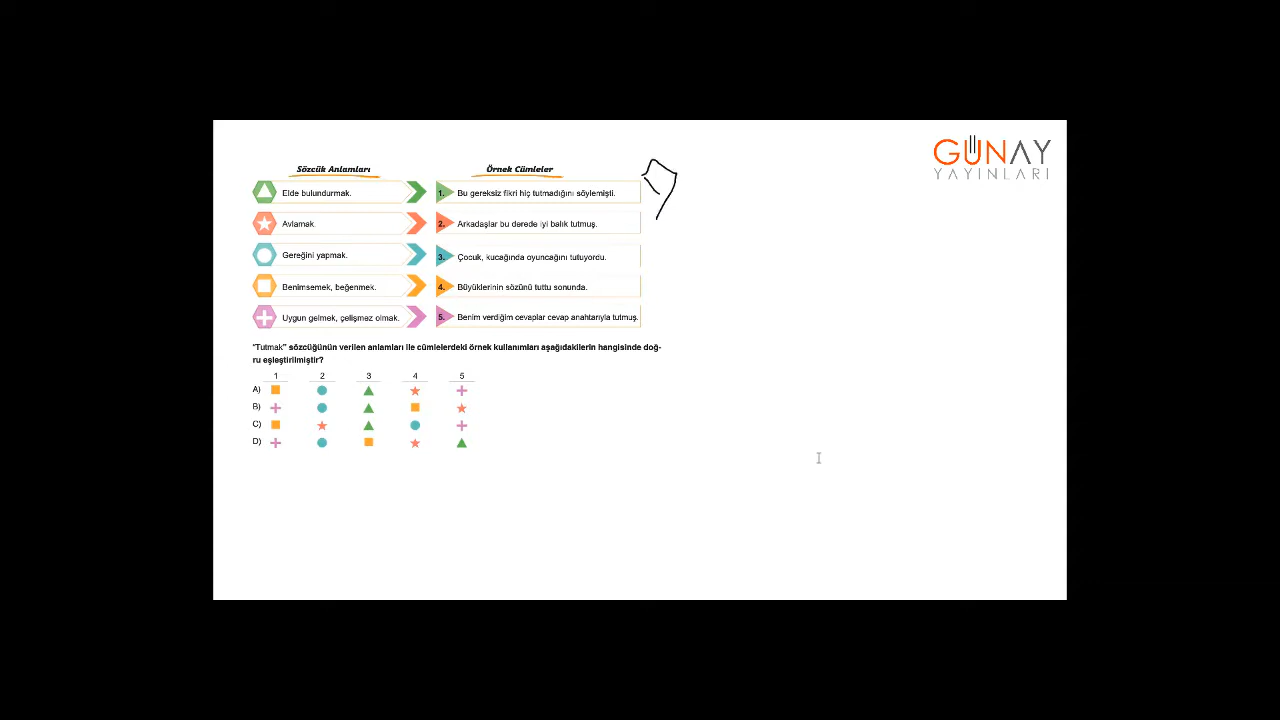 GÜNAY
YAYINLARI
Sözcük Anlamları
Örnek Cümleler
Elde bulundurmak.
1. Bu gereksiz fikri hiç tutmadığını söylemişti.
Avlamak
2. Arkadaşlar bu derede iyi balık tutmuş.
Gereğini yapmak.
3. Çocuk, kucağında oyuncağını tutuyordu.
Benimsemek, beğenmek.
4. Büyüklerinin sözünü tuttu sonunda.
Uygun gelmek, çelişmez olmak.
5. Benim verdiğim cevaplar cevap anahtarıyla tutmuş.
"Tutmak" sözcüğünün verilen anlamları ile cümlelerdeki örnek kullanımları aşağıdakilerin hangisinde doğ-
ru eşleştirilmiştir?
1 2 3 4 5
A)
B)
C)
D)